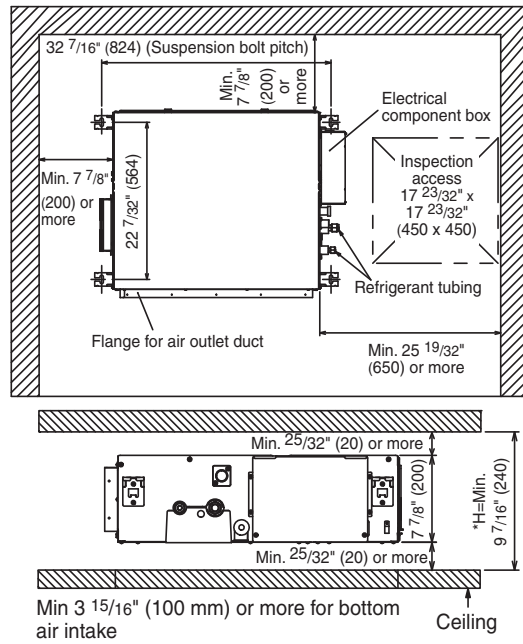 32 7/16" (824) (Suspension bolt pitch)
Min.
7 7/8"
(200)
or
more
Electrical
component box
Min. 7 7/8"
(200) or
more
22 7/32" (564)
Inspection
access
17 23/32" x
17 23/32"
(450 x 450)
Refrigerant tubing
Flange for air outlet duct
Min. 25 19/32"
(650) or more
Min. 25/32" (20) or more
7 7/8" (200)
*H=Min.
9 7/16" (240)
Min. 25/32" (20) or more
Min 3 15/16" (100 mm) or more for bottom
air intake
Ceiling